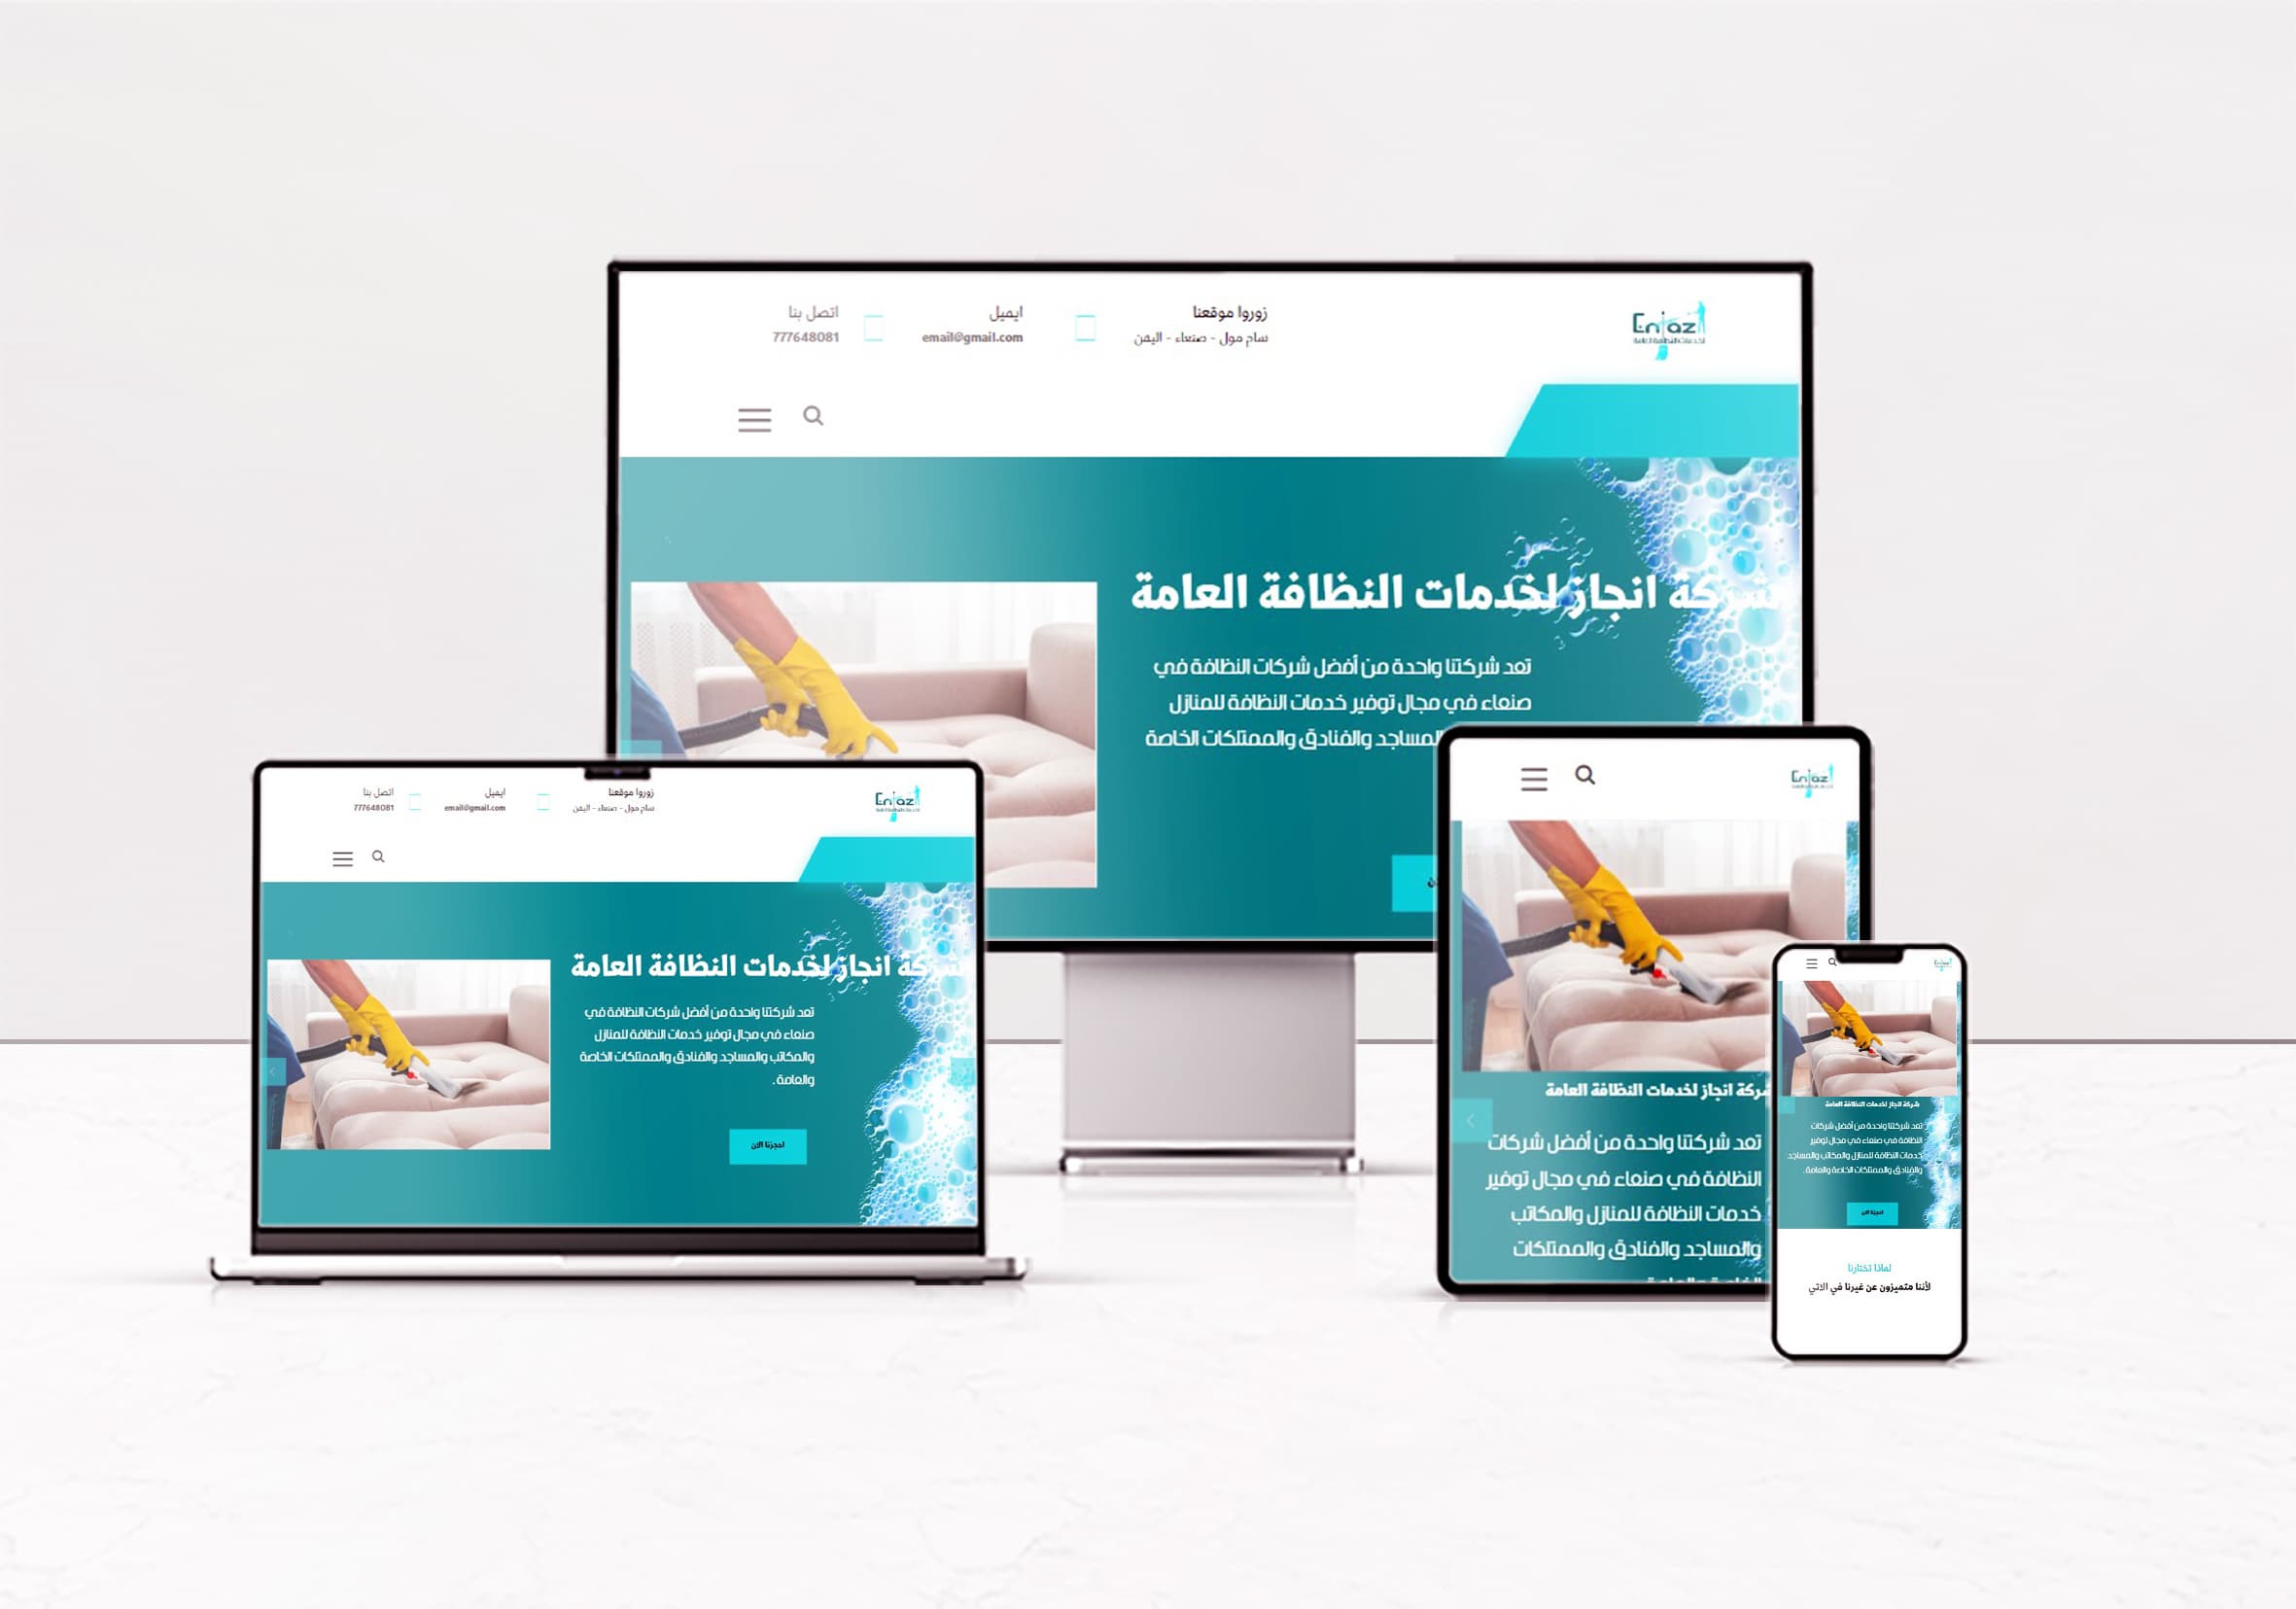 Enjaz
زوروا موقعنا
سام مول - صنعاء - اليمن
ايميل
email@gmail.com
اتصل بنا
777648081
شركة انجاز لخدمات النظافة العامة
تعد شركتنا واحدة من أفضل شركات النظافة في
صنعاء في مجال توفير خدمات النظافة للمنازل
المساجد والفنادق والممتلكات الخاصة
Enjaz
زوروا موقعنا
سام مول - صنعاء - اليمن
ايميل
email@gmail.com
اتصل بنا
777648081
شركة انجاز لخدمات النظافة العامة
تعد شركتنا واحدة من أفضل شركات النظافة في
صنعاء في مجال توفير خدمات النظافة للمنازل
والمكاتب والمساجد والفنادق والممتلكات الخاصة
والعامة .
احجزنا الان
Enjaz
شركة انجاز لخدمات النظافة العامة
تعد شركتنا واحدة من أفضل شركات
النظافة في صنعاء في مجال توفير
خدمات النظافة للمنازل والمكاتب
والمساجد والفنادق والممتلكات
Enjaz
شركة انجاز لخدمات النظافة العامة
تعد شركتنا واحدة من أفضل شركات
النظافة في صنعاء في مجال توفير
خدمات النظافة للمنازل والمكاتب والمساجد
والفنادق والممتلكات الخاصة والعامة .
احجزنا الان
لماذا تختارنا
لأننا متميزون عن غيرنا في الاتي